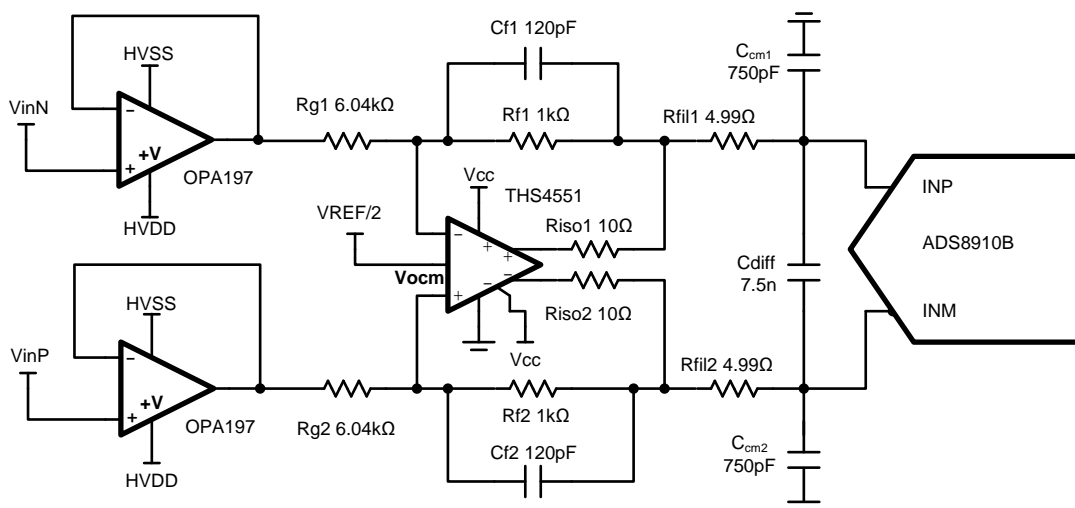 Cf1 120pF
Ccm1
750pF
HVSS
VinN
Rg1 6.04kΩ
Rf1 1kΩ
Rfil1 4.99Ω
−
+V
+
OPA197
HVDD
Vcc
THS4551
INP
VREF/2
−
+
+
Riso1 10Ω
ADS8910B
Vocm
−
−
+
Cdiff
7.5n
Riso2 10Ω
INM
HVSS
Vcc
VinP
Rfil2 4.99Ω
−
+V
+
OPA197
Rg2 6.04kΩ
Rf2 1kΩ
Cf2 120pF
Ccm2
750pF
HVDD